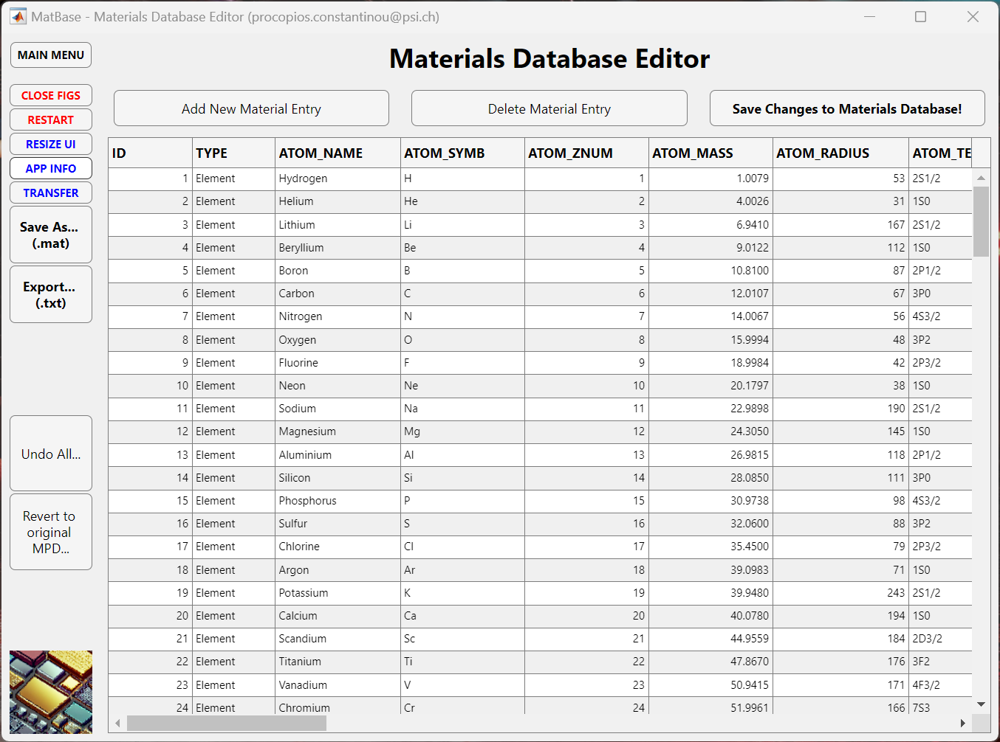 MatBase - Materials Database Editor (procopios.constantinou@psi.ch)
MAIN MENU
Materials Database Editor
CLOSE FIGS
RESTART
RESIZE UI
APP INFO
TRANSFER
Save As...
(.mat)
Export...
(.txt)
Undo All...
Revert to
original
MPD...
Add New Material Entry
Delete Material Entry
Save Changes to Materials Database!
ID TYPE ATOM_NAME ATOM_SYMB ATOM_ZNUM ATOM_MASS ATOM_RADIUS ATOM_TE
1 Element Hydrogen H 1 1.0079 53 2S1/2
2 Element Helium He 2 4.0026 31 1S0
3 Element Lithium Li 3 6.9410 167 2S1/2
4 Element Beryllium Be 4 9.0122 112 1S0
5 Element Boron B 5 10.8100 87 2P1/2
6 Element Carbon C 6 12.0107 67 3P0
7 Element Nitrogen N 7 14.0067 56 4S3/2
8 Element Oxygen O 8 15.9994 48 3P2
9 Element Fluorine F 9 18.9984 42 2P3/2
10 Element Neon Ne 10 20.1797 38 1S0
11 Element Sodium Na 11 22.9898 190 2S1/2
12 Element Magnesium Mg 12 24.3050 145 1S0
13 Element Aluminium Al 13 26.9815 118 2P1/2
14 Element Silicon Si 14 28.0850 111 3P0
15 Element Phosphorus P 15 30.9738 98 4S3/2
16 Element Sulfur S 16 32.0600 88 3P2
17 Element Chlorine Cl 17 35.4500 79 2P3/2
18 Element Argon Ar 18 39.0983 71 1S0
19 Element Potassium K 19 39.9480 243 2S1/2
20 Element Calcium Ca 20 40.0780 194 1S0
21 Element Scandium Sc 21 44.9559 184 2D3/2
22 Element Titanium Ti 22 47.8670 176 3F2
23 Element Vanadium V 23 50.9415 171 4F3/2
24 Element Chromium Cr 24 51.9961 166 7S3